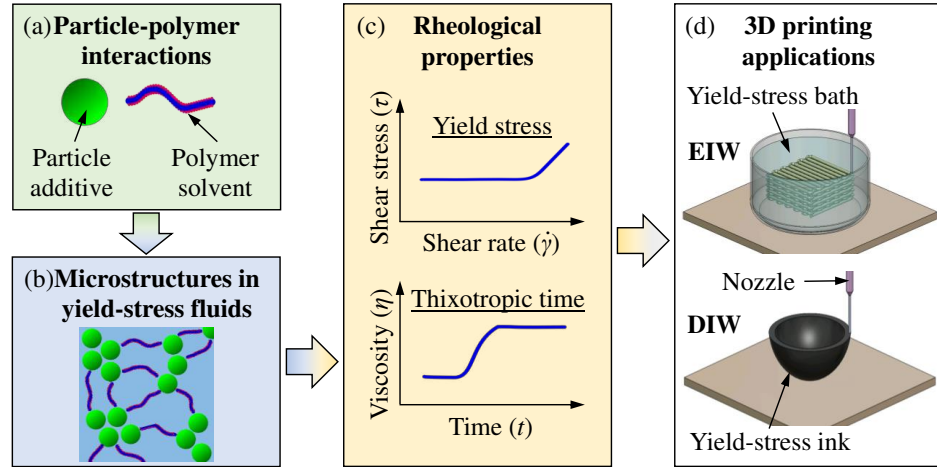 (a) Particle-polymer
interactions
Particle
additive
Polymer
solvent
(b) Microstructures in
yield-stress fluids
(c) Rheological
properties
Shear stress (τ)
Yield stress
Shear rate (γ̇)
Viscosity (η)
Thixotropic time
Time (t)
(d) 3D printing
applications
Yield-stress bath
EIW
Nozzle
DIW
Yield-stress ink